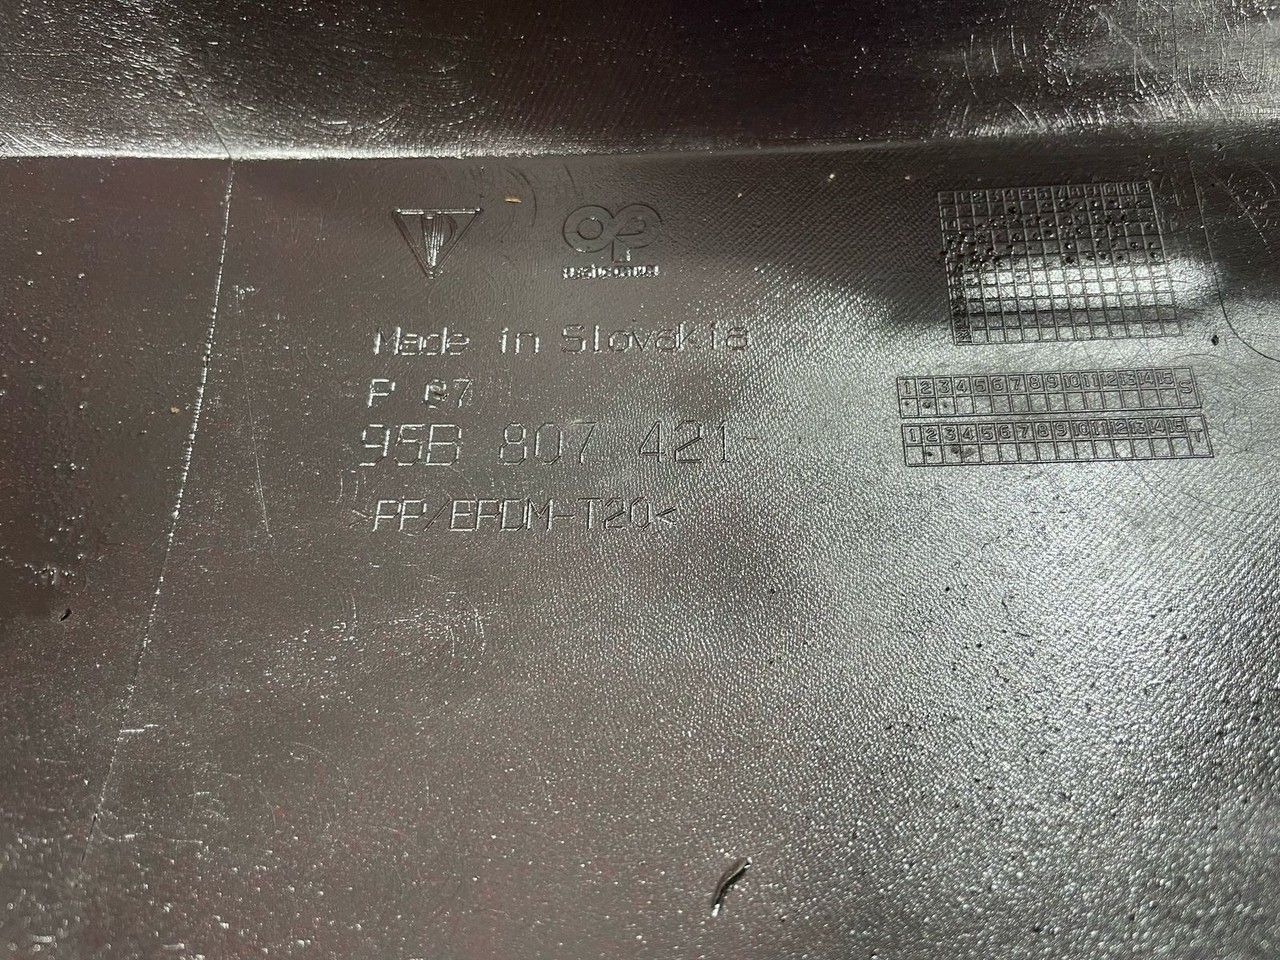 OP
Made in Slovakia
P 07
95B 807 421
>PP/EPDM-T20<
1 2 3 4 5 6 7 8 9 10 11 12 13 14 15 S
1 2 3 4 5 6 7 8 9 10 11 12 13 14 15 T